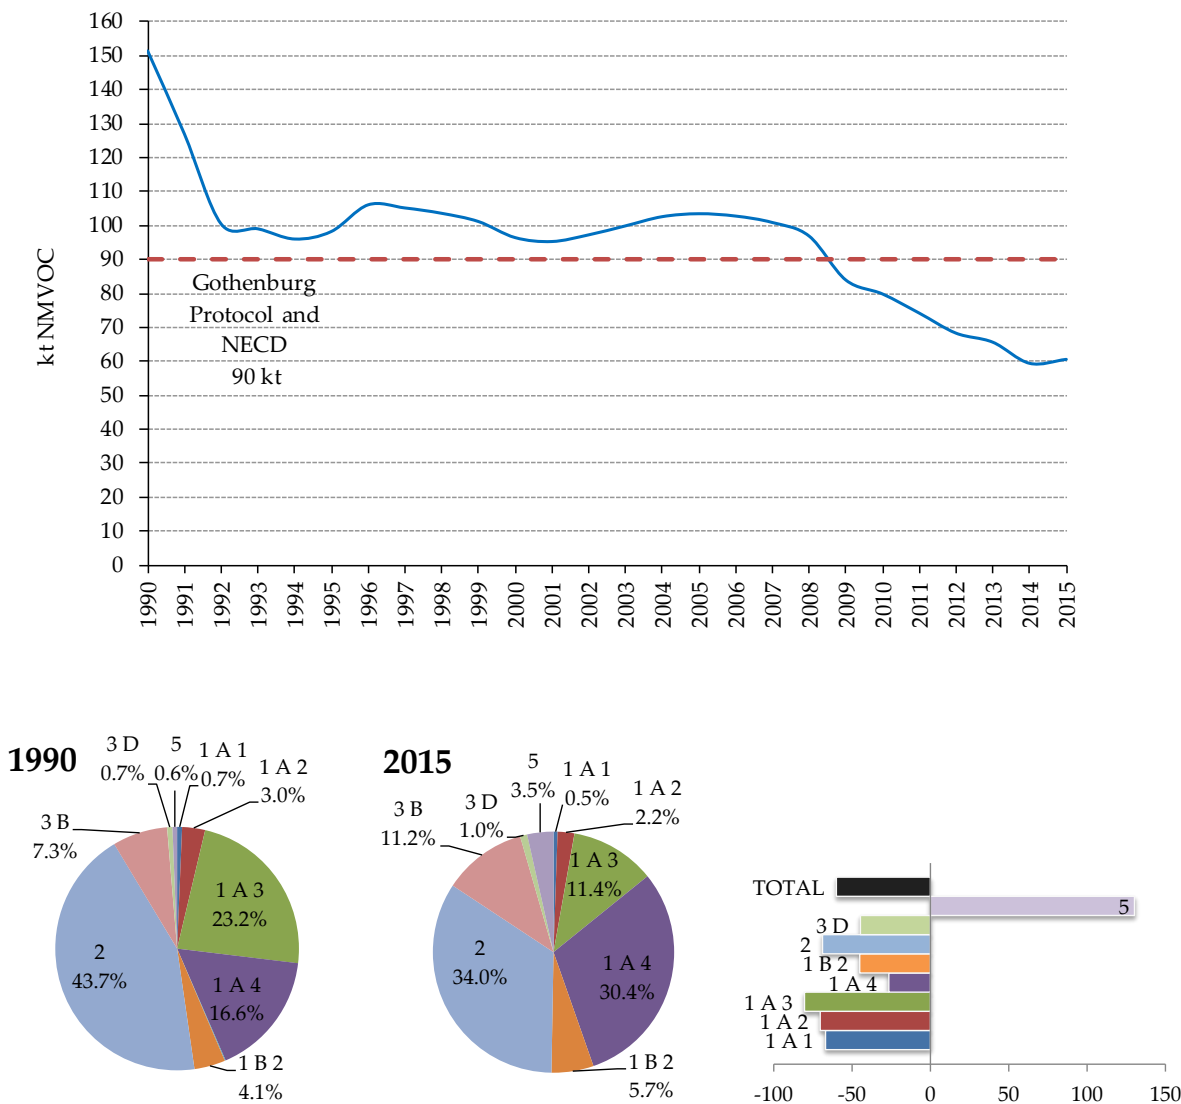 160
150
140
130
120
110
100
90
80
70
60
50
40
30
20
10
0
kt NMVOC
Gothenburg
Protocol and
NECD
90 kt
1990
1991
1992
1993
1994
1995
1996
1997
1998
1999
2000
2001
2002
2003
2004
2005
2006
2007
2008
2009
2010
2011
2012
2013
2014
2015
1990
3 D
0.7%
5
0.6%
1 A 1
0.7%
1 A 2
3.0%
3 B
7.3%
1 A 3
23.2%
2
43.7%
1 A 4
16.6%
1 B 2
4.1%
2015
5
3.5%
1 A 1
0.5%
1 A 2
2.2%
3 D
1.0%
3 B
11.2%
1 A 3
11.4%
2
34.0%
1 A 4
30.4%
1 B 2
5.7%
TOTAL
5
3 D
2
1 B 2
1 A 4
1 A 3
1 A 2
1 A 1
-100
-50
0
50
100
150